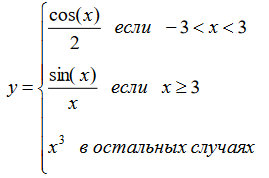 y = { cos(x)/2 если −3 < x < 3
sin( x)/x если x ≥ 3
x³ в остальных случаях